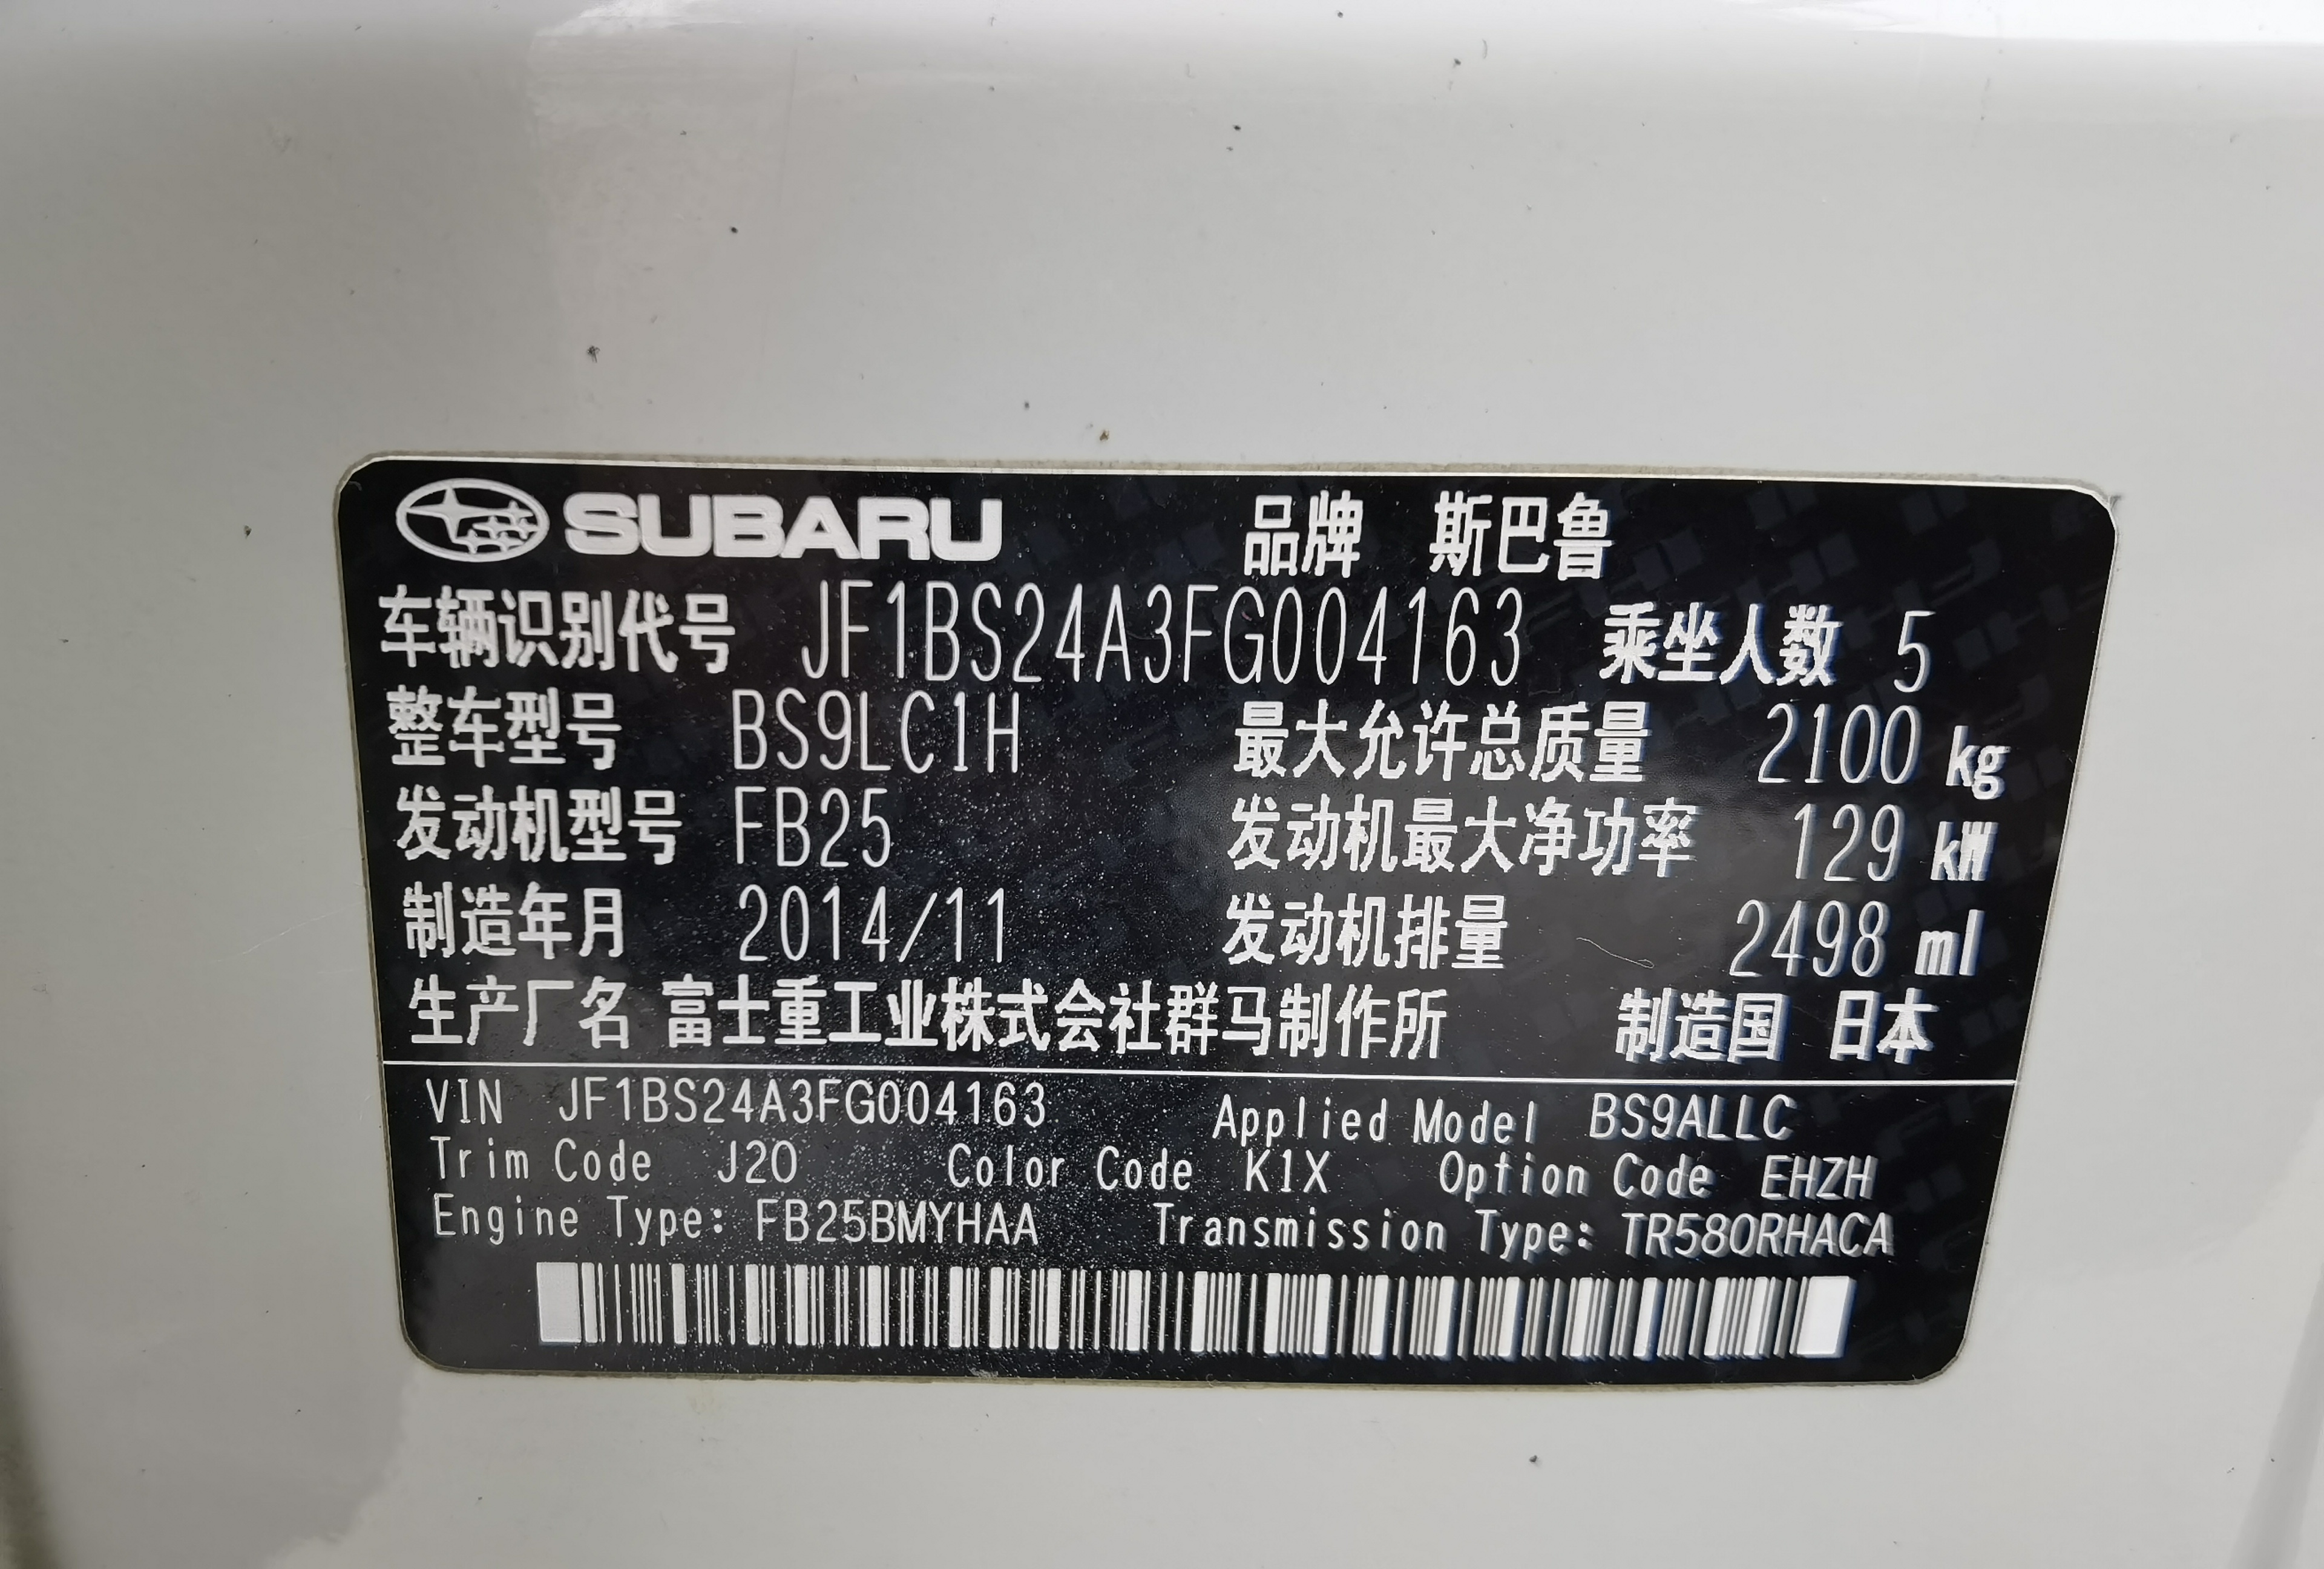 SUBARU 品牌 斯巴鲁
车辆识别代号 JF1BS24A3FG004163 乘坐人数 5
整车型号 BS9LC1H 最大允许总质量 2100 kg
发动机型号 FB25 发动机最大净功率 129 kW
制造年月 2014/11 发动机排量 2498 ml
生产厂名 富士重工业株式会社群马制作所 制造国 日本
VIN JF1BS24A3FG004163 Applied Model BS9ALLC
Trim Code J20 Color Code K1X Option Code EHZH
Engine Type: FB25BMYHAA Transmission Type: TR580RHACA